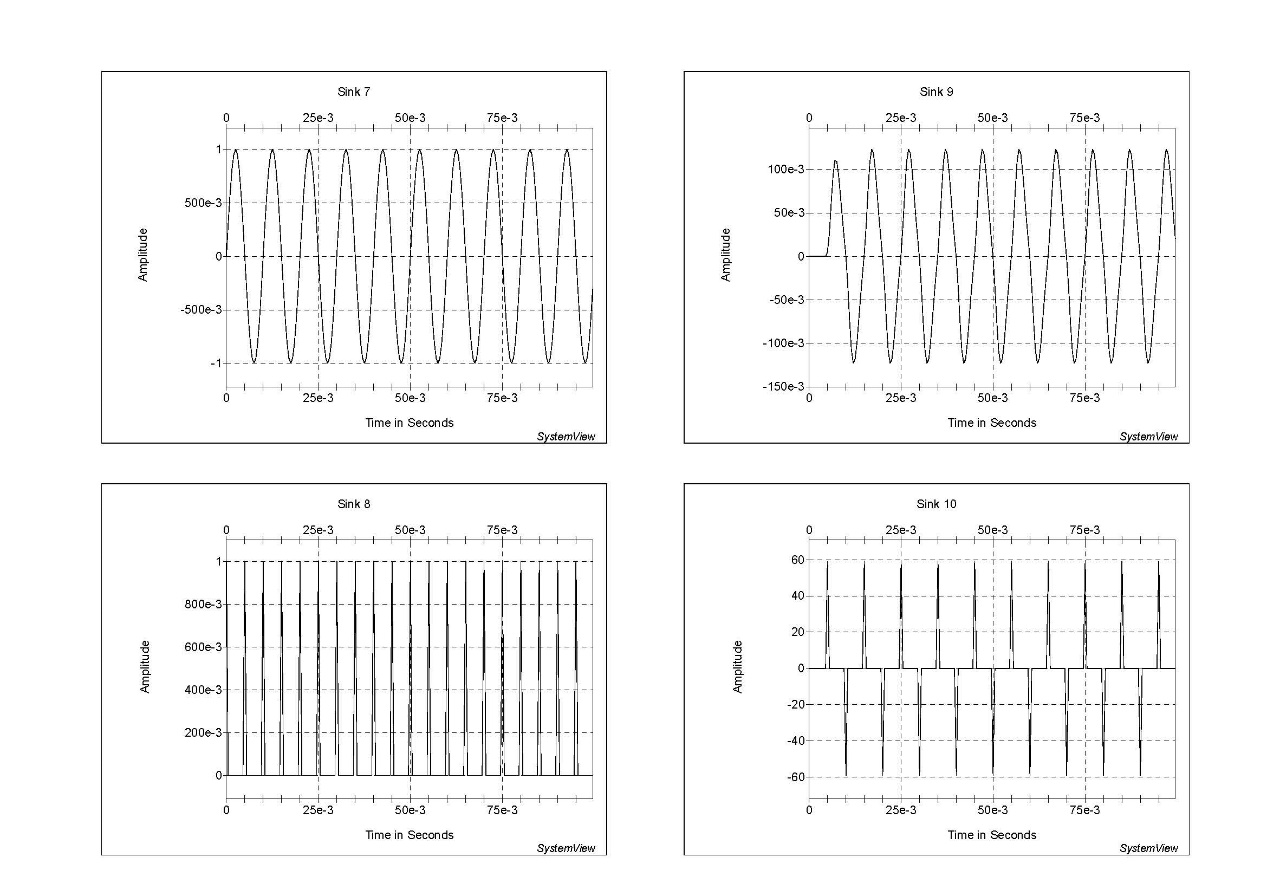 Sink 7
0 25e-3 50e-3 75e-3
1
500e-3
0
-500e-3
-1
Amplitude
0 25e-3 50e-3 75e-3
Time in Seconds
SystemView
Sink 9
0 25e-3 50e-3 75e-3
100e-3
50e-3
0
-50e-3
-100e-3
-150e-3
Amplitude
0 25e-3 50e-3 75e-3
Time in Seconds
SystemView
Sink 8
0 25e-3 50e-3 75e-3
1
800e-3
600e-3
400e-3
200e-3
0
Amplitude
0 25e-3 50e-3 75e-3
Time in Seconds
SystemView
Sink 10
0 25e-3 50e-3 75e-3
60
40
20
0
-20
-40
-60
Amplitude
0 25e-3 50e-3 75e-3
Time in Seconds
SystemView